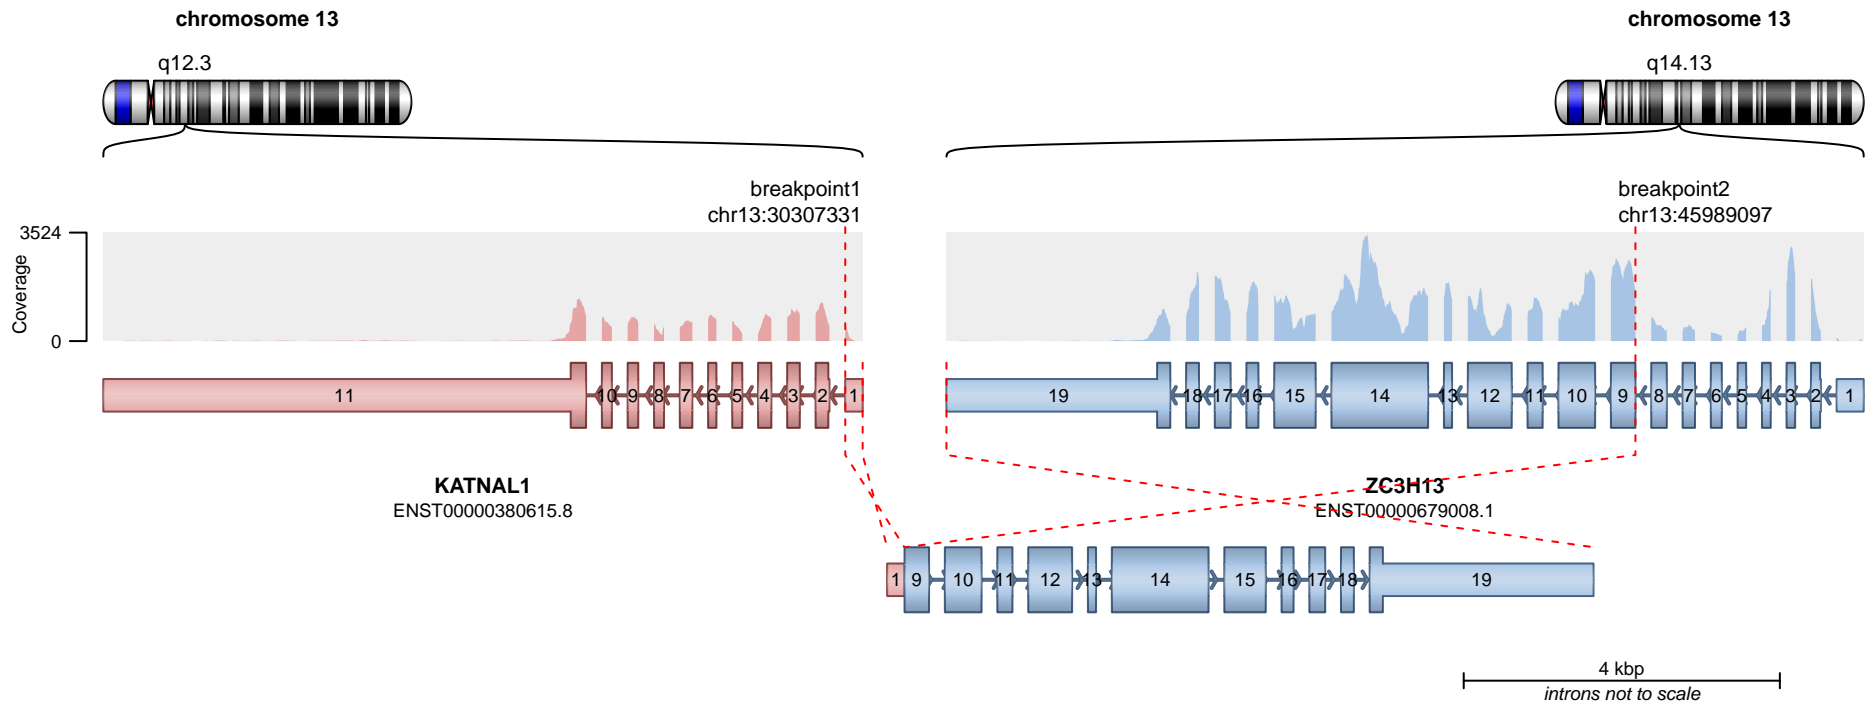 chromosome 13
chromosome 13
q12.3
q14.13
breakpoint1
chr13:30307331
breakpoint2
chr13:45989097
3524
Coverage
0
11 10 9 8 7 6 5 4 3 2 1
19 18 17 16 15 14 13 12 11 10 9 8 7 6 5 4 3 2 1
KATNAL1
ENST00000380615.8
ZC3H13
ENST00000679008.1
1 9 10 11 12 13 14 15 16 17 18 19
4 kbp
introns not to scale